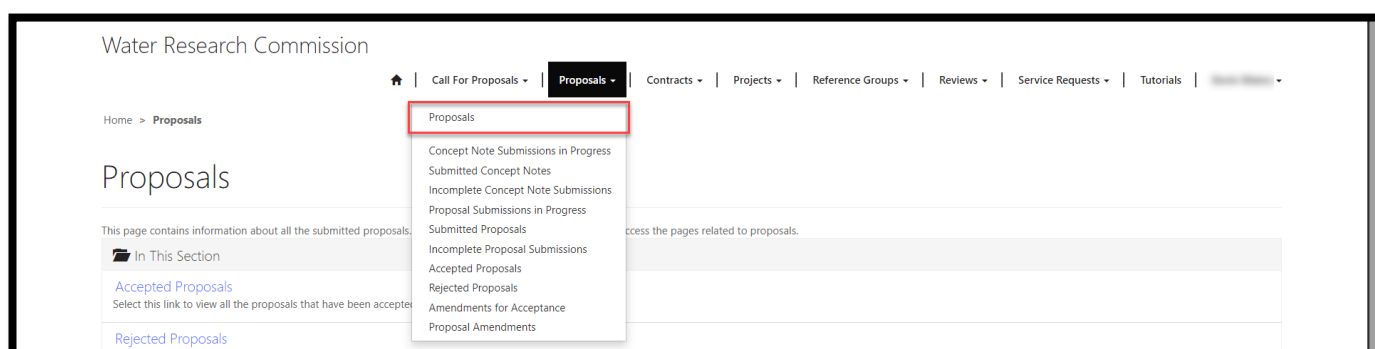 Water Research Commission
Call For Proposals
Proposals
Contracts
Projects
Reference Groups
Reviews
Service Requests
Tutorials
Home > Proposals
Proposals
Concept Note Submissions in Progress
Submitted Concept Notes
Incomplete Concept Note Submissions
Proposal Submissions in Progress
Submitted Proposals
Incomplete Proposal Submissions
Accepted Proposals
Rejected Proposals
Amendments for Acceptance
Proposal Amendments
Proposals
This page contains information about all the submitted proposals. the pages related to proposals.
In This Section
Accepted Proposals
Select this link to view all the proposals that have been
Rejected Proposals